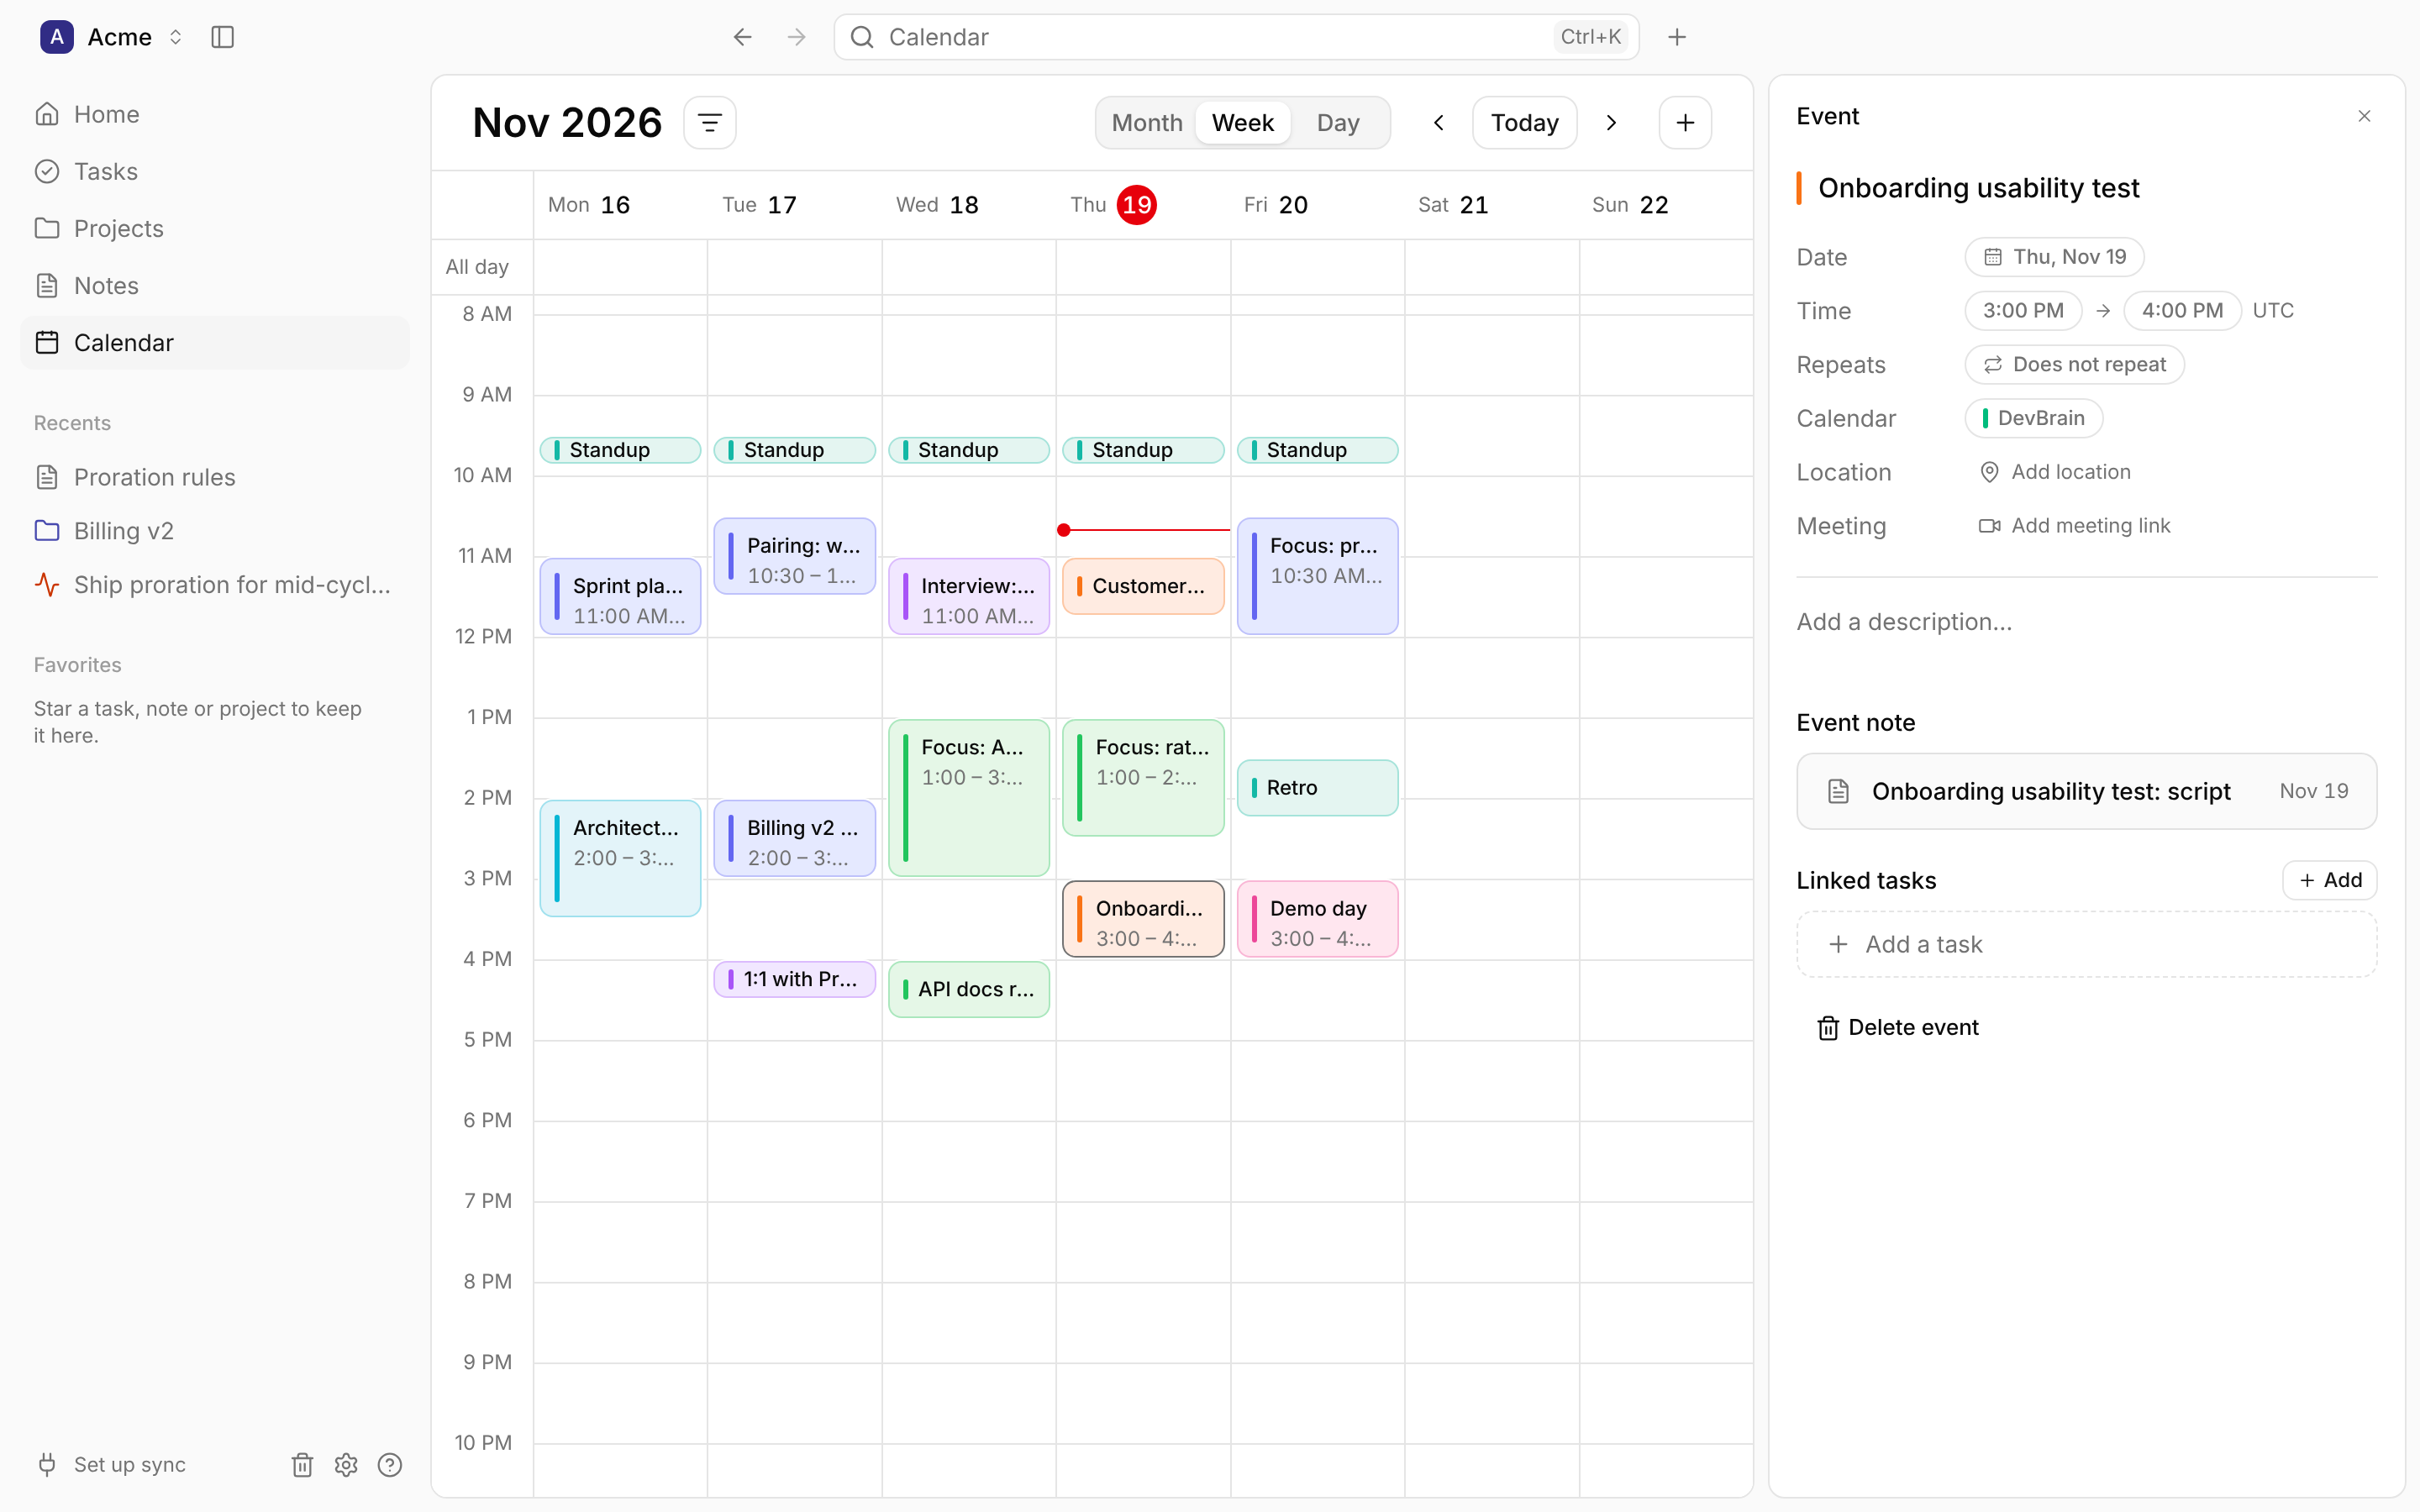 A Acme
Calendar Ctrl+K
Home
Tasks
Projects
Notes
Calendar
Recents
Proration rules
Billing v2
Ship proration for mid-cycl...
Favorites
Star a task, note or project to keep
it here.
Set up sync
Nov 2026
Month Week Day Today
Mon 16 Tue 17 Wed 18 Thu 19 Fri 20 Sat 21 Sun 22
All day
8 AM
9 AM
Standup Standup Standup Standup Standup
10 AM
Pairing: w... Focus: pr...
10:30 – 1... 10:30 AM...
11 AM
Sprint pla... Interview:... Customer...
11:00 AM... 11:00 AM...
12 PM
1 PM
Focus: A... Focus: rat...
1:00 – 3:... 1:00 – 2:...
Retro
2 PM
Architect... Billing v2 ...
2:00 – 3:... 2:00 – 3:...
3 PM
Onboardi... Demo day
3:00 – 4:... 3:00 – 4:...
4 PM
1:1 with Pr... API docs r...
5 PM
6 PM
7 PM
8 PM
9 PM
10 PM
Event
Onboarding usability test
Date Thu, Nov 19
Time 3:00 PM → 4:00 PM UTC
Repeats Does not repeat
Calendar DevBrain
Location Add location
Meeting Add meeting link
Add a description...
Event note
Onboarding usability test: script Nov 19
Linked tasks + Add
+ Add a task
Delete event